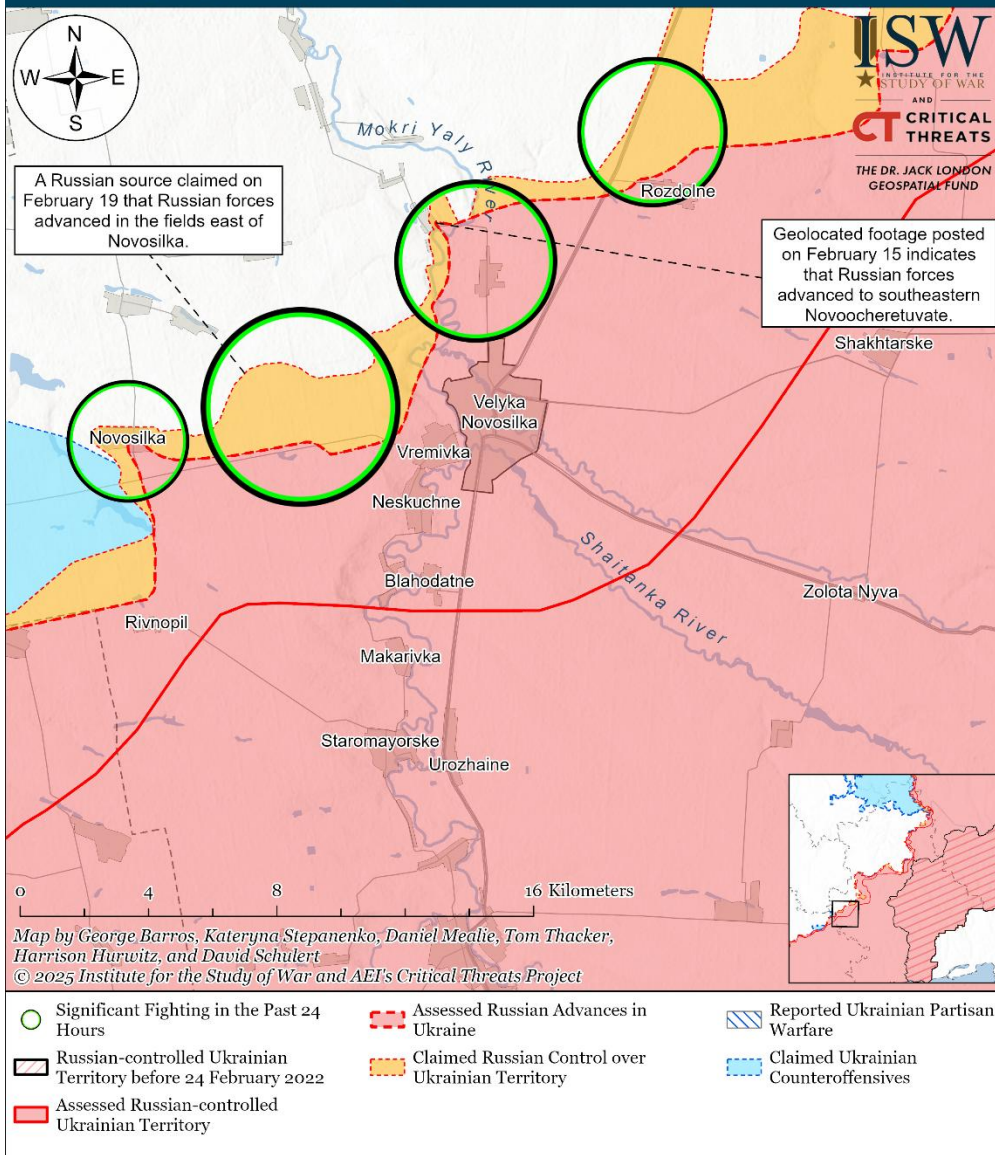 N
W
E
S
ISW
INSTITUTE FOR THE
STUDY OF WAR
AND
CT CRITICAL
THREATS
THE DR. JACK LONDON
GEOSPATIAL FUND
Mokri Yaly River
A Russian source claimed on
February 19 that Russian forces
advanced in the fields east of
Novosilka.
Rozdolne
Geolocated footage posted
on February 15 indicates
that Russian forces
advanced to southeastern
Novoocheretuvate.
Shakhtarske
Velyka
Novosilka
Novosilka
Vremivka
Neskuchne
Shaitanka River
Blahodatne
Zolota Nyva
Rivnopil
Makarivka
Staromayorske
Urozhaine
0 4 8 16 Kilometers
Map by George Barros, Kateryna Stepanenko, Daniel Mealie, Tom Thacker,
Harrison Hurwitz, and David Schulert
© 2025 Institute for the Study of War and AEI's Critical Threats Project
Significant Fighting in the Past 24
Hours
Russian-controlled Ukrainian
Territory before 24 February 2022
Assessed Russian-controlled
Ukrainian Territory
Assessed Russian Advances in
Ukraine
Claimed Russian Control over
Ukrainian Territory
Reported Ukrainian Partisan
Warfare
Claimed Ukrainian
Counteroffensives